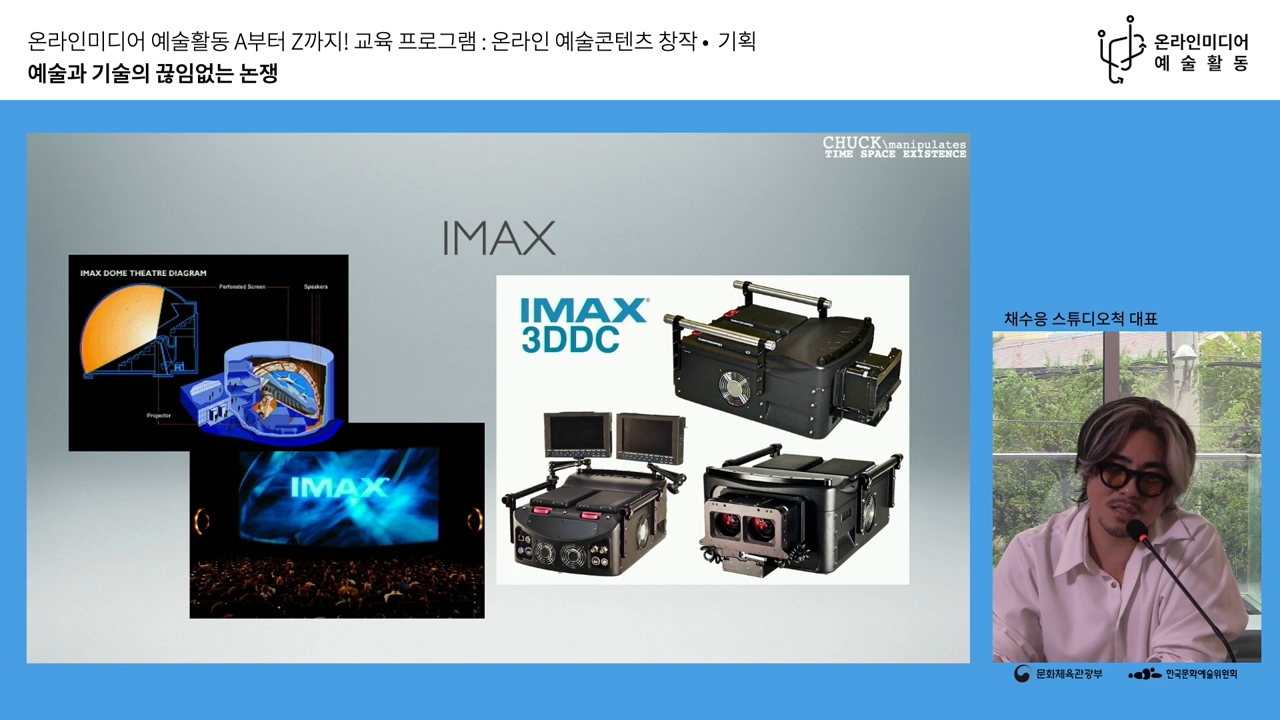 온라인미디어 예술활동 A부터 Z까지! 교육 프로그램 : 온라인 예술콘텐츠 창작 • 기획
예술과 기술의 끊임없는 논쟁
온라인미디어
예술활동
CHUCK\manipulates
TIME SPACE EXISTENCE
IMAX
IMAX DOME THEATRE DIAGRAM
Perforated Screen
Speakers
Projector
IMAX
IMAX®
3DDC
채수응 스튜디오척 대표
문화체육관광부
한국문화예술위원회